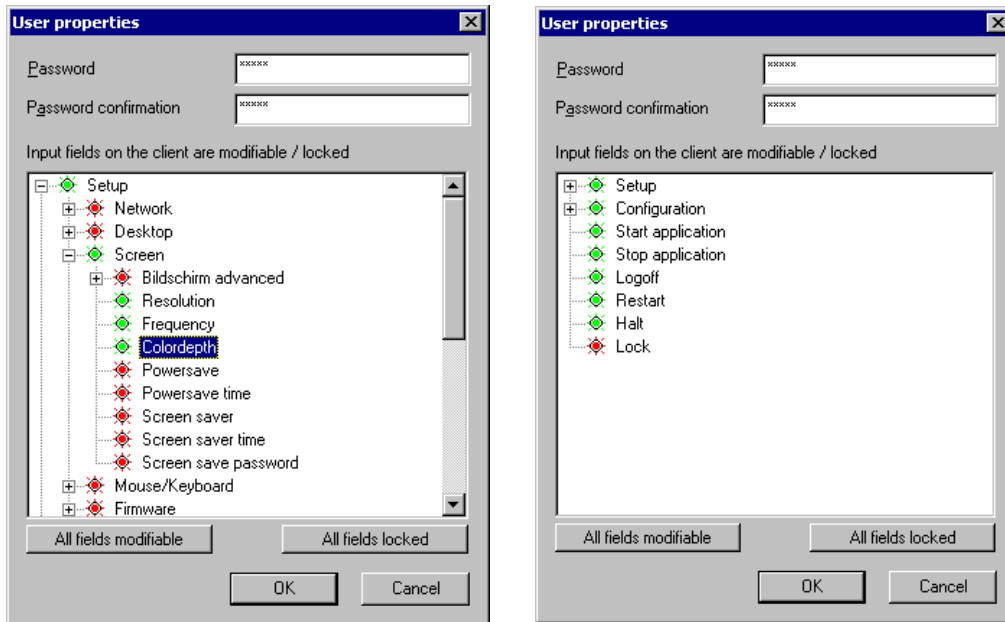 User properties
Password
*****
Password confirmation
*****
Input fields on the client are modifiable / locked
Setup
Network
Desktop
Screen
Bildschirm advanced
Resolution
Frequency
Colordepth
Powersave
Powersave time
Screen saver
Screen saver time
Screen save password
Mouse/Keyboard
Firmware
All fields modifiable
All fields locked
OK
Cancel
User properties
Password
*****
Password confirmation
*****
Input fields on the client are modifiable / locked
Setup
Configuration
Start application
Stop application
Logoff
Restart
Halt
Lock
All fields modifiable
All fields locked
OK
Cancel